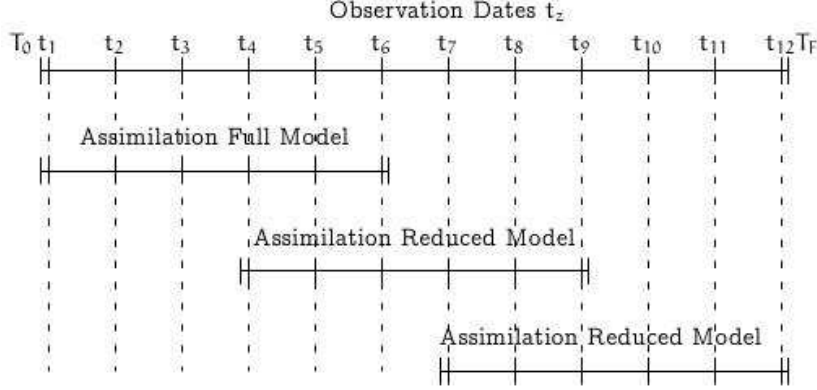 Observation Dates t_z
T_0 t_1 t_2 t_3 t_4 t_5 t_6 t_7 t_8 t_9 t_10 t_11 t_12 T_F
Assimilation Full Model
Assimilation Reduced Model
Assimilation Reduced Model